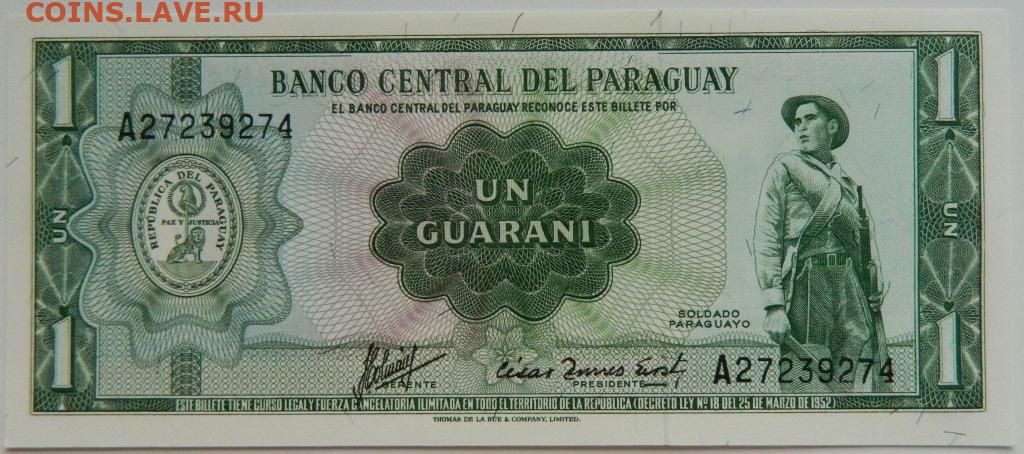 COINS.LAVE.RU
1
1
BANCO CENTRAL DEL PARAGUAY
EL BANCO CENTRAL DEL PARAGUAY RECONOCE ESTE BILLETE POR
A27239274
REPÚBLICA DEL PARAGUAY
PAZ Y JUSTICIA
UN
GUARANI
UN
UN
SOLDADO
PARAGUAYO
1
1
GERENTE
César Barrientos
PRESIDENTE
A27239274
ESTE BILLETE TIENE CURSO LEGAL Y FUERZA CANCELATORIA ILIMITADA EN TODO EL TERRITORIO DE LA REPUBLICA (DECRETO LEY Nº 18 DEL 25 DE MARZO DE 1952)
THOMAS DE LA RUE & COMPANY, LIMITED.